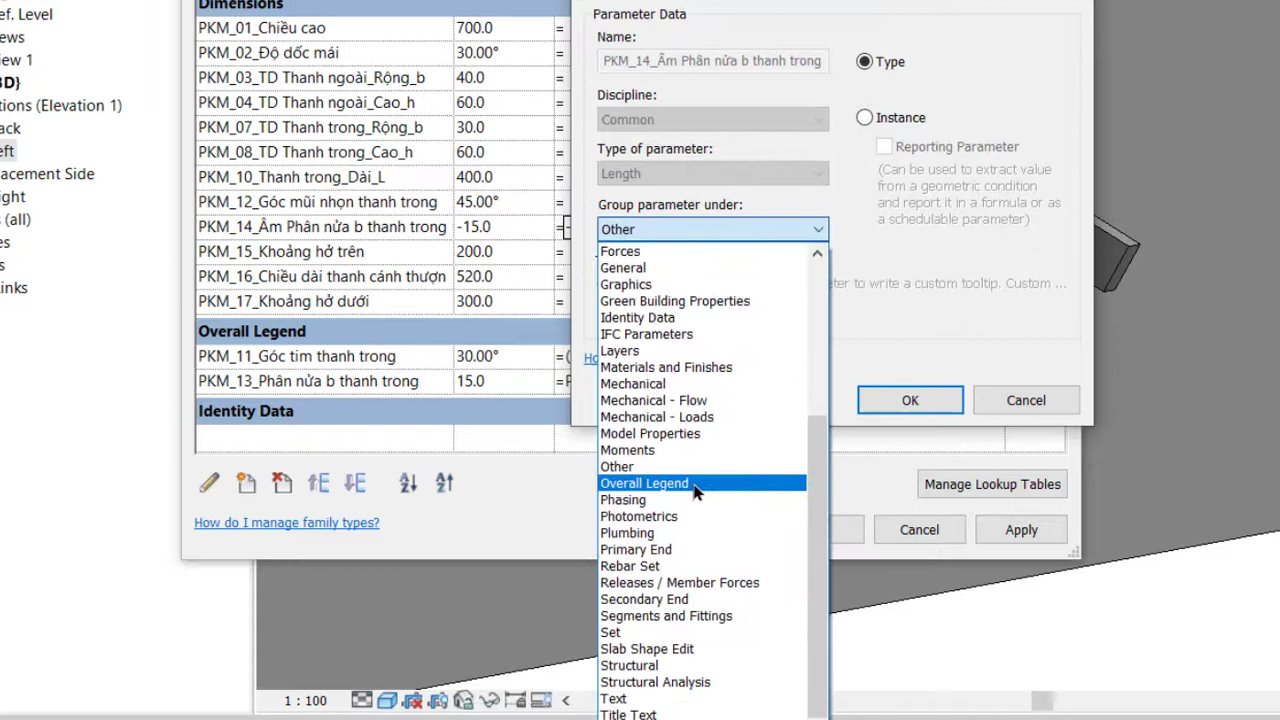 ef. Level
ews
iew 1
3D}
tions (Elevation 1)
ack
eft
lacement Side
ight
s (all)
es
s
inks
Dimensions
PKM_01_Chiều cao 700.0 =
PKM_02_Độ dốc mái 30.00° =
PKM_03_TD Thanh ngoài_Rộng_b 40.0 =
PKM_04_TD Thanh ngoài_Cao_h 60.0 =
PKM_07_TD Thanh trong_Rộng_b 30.0 =
PKM_08_TD Thanh trong_Cao_h 60.0 =
PKM_10_Thanh trong_Dài_L 400.0 =
PKM_12_Góc mũi nhọn thanh trong 45.00° =
PKM_14_Âm Phân nửa b thanh trong -15.0 =
PKM_15_Khoảng hở trên 200.0 =
PKM_16_Chiều dài thanh cánh thượn 520.0 =
PKM_17_Khoảng hở dưới 300.0 =
Overall Legend
PKM_11_Góc tim thanh trong 30.00° =(
PKM_13_Phân nửa b thanh trong 15.0 =P
Identity Data
Manage Lookup Tables
How do I manage family types?
Cancel
Apply
Parameter Data
Name:
PKM_14_Âm Phân nửa b thanh trong
Type
Discipline:
Common
Instance
Reporting Parameter
Type of parameter:
Length
(Can be used to extract value
from a geometric condition
and report it in a formula or as
a schedulable parameter)
Group parameter under:
Other
ter to write a custom tooltip. Custom ...
Ho
OK
Cancel
Forces
General
Graphics
Green Building Properties
Identity Data
IFC Parameters
Layers
Materials and Finishes
Mechanical
Mechanical - Flow
Mechanical - Loads
Model Properties
Moments
Other
Overall Legend
Phasing
Photometrics
Plumbing
Primary End
Rebar Set
Releases / Member Forces
Secondary End
Segments and Fittings
Set
Slab Shape Edit
Structural
Structural Analysis
Text
Title Text
1 : 100